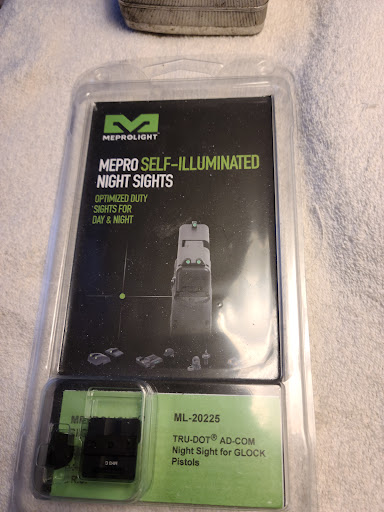 MEPROLIGHT
MEPRO SELF-ILLUMINATED
NIGHT SIGHTS
OPTIMIZED DUTY
SIGHTS FOR
DAY & NIGHT
ML-20225
TRU-DOT® AD-COM
Night Sight for GLOCK
Pistols